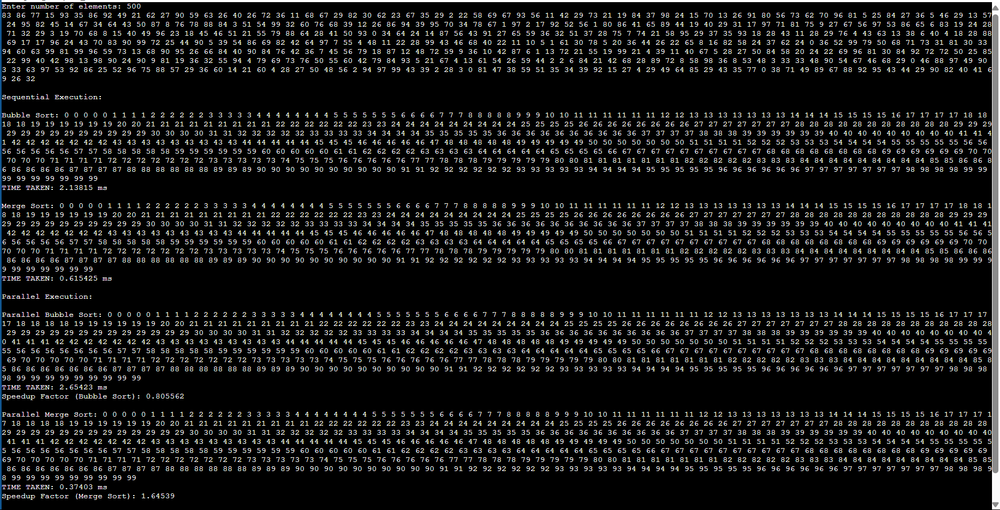 Enter number of elements: 500
83 86 77 15 93 35 86 92 49 21 62 27 90 59 63 26 40 26 72 36 11 68 67 29 82 30 62 23 67 35 29 2 22 58 69 67 93 56 11 42 29 73 21 19 84 37 98 24 15 70 13 26 91 80 56 73 62 70 96 81 5 25 84 27 36 5 46 29 13 57
24 95 82 45 14 67 34 64 43 50 87 8 76 78 88 84 3 51 54 99 32 60 76 68 39 12 26 86 94 39 95 70 34 78 67 1 97 2 17 92 52 56 1 80 86 41 65 89 44 19 40 29 31 17 97 71 81 75 9 27 67 56 97 53 86 65 6 83 19 24 28
71 32 29 3 19 70 68 8 15 40 49 96 23 18 45 46 51 21 55 79 88 64 28 41 50 93 0 34 64 24 14 87 56 43 91 27 65 59 36 32 51 37 28 75 7 74 21 58 95 29 37 35 93 18 28 43 11 28 29 76 4 43 63 13 38 6 40 4 18 28 88
69 17 17 96 24 43 70 83 90 99 72 25 44 90 5 39 54 86 69 82 42 64 97 7 55 4 48 11 22 28 99 43 46 68 40 22 11 10 5 1 61 30 78 5 20 36 44 26 22 65 8 16 82 58 24 37 62 24 0 36 52 99 79 50 68 71 73 31 81 30 33
94 60 63 99 81 99 96 59 73 13 68 90 95 26 66 84 40 90 84 76 42 36 7 45 56 79 18 87 12 48 72 59 9 36 10 42 87 6 1 13 72 21 55 19 99 21 4 39 11 40 67 5 28 27 50 84 58 20 24 22 69 96 81 30 84 92 72 72 50 25 85
22 99 40 42 98 13 98 90 24 90 9 81 19 36 32 55 94 4 79 69 73 76 50 55 60 42 79 84 93 5 21 67 4 13 61 54 26 59 44 2 2 6 84 21 42 68 28 89 72 8 58 98 36 8 53 48 3 33 33 48 90 54 67 46 68 29 0 46 88 97 49 90
3 33 63 97 53 92 86 25 52 96 75 88 57 29 36 60 14 21 60 4 28 27 50 48 56 2 94 97 99 43 39 2 28 3 0 81 47 38 59 51 35 34 39 92 15 27 4 29 49 64 85 29 43 35 77 0 38 71 49 89 67 88 92 95 43 44 29 90 82 40 41 6
9 26 32
Sequential Execution:
Bubble Sort: 0 0 0 0 0 1 1 1 1 2 2 2 2 2 2 3 3 3 3 3 4 4 4 4 4 4 4 4 5 5 5 5 5 5 5 6 6 6 6 7 7 7 8 8 8 8 8 9 9 9 10 10 11 11 11 11 11 11 12 12 13 13 13 13 13 13 13 14 14 14 15 15 15 15 16 17 17 17 17 18 18
18 18 19 19 19 19 19 19 20 20 21 21 21 21 21 21 21 21 21 22 22 22 22 22 22 23 23 24 24 24 24 24 24 24 24 24 25 25 25 25 26 26 26 26 26 26 26 26 27 27 27 27 27 27 27 28 28 28 28 28 28 28 28 28 28 28 29 29 29
29 29 29 29 29 29 29 29 29 29 30 30 30 30 31 31 32 32 32 32 32 33 33 33 33 34 34 34 34 35 35 35 35 35 36 36 36 36 36 36 36 36 36 36 37 37 37 37 38 38 38 39 39 39 39 39 39 40 40 40 40 40 40 40 40 40 41 41 4
1 42 42 42 42 42 42 42 43 43 43 43 43 43 43 43 43 44 44 44 44 44 45 45 45 46 46 46 46 46 47 48 48 48 48 48 49 49 49 49 49 50 50 50 50 50 50 50 51 51 51 51 52 52 52 53 53 53 54 54 54 54 55 55 55 55 55 56 56
56 56 56 56 56 57 57 58 58 58 58 58 59 59 59 59 59 59 60 60 60 60 60 61 61 62 62 62 62 63 63 63 63 64 64 64 64 64 65 65 65 65 66 67 67 67 67 67 67 67 67 67 67 68 68 68 68 68 68 68 68 69 69 69 69 69 69 70 70
70 70 70 71 71 71 71 72 72 72 72 72 72 72 73 73 73 73 73 74 75 75 75 76 76 76 76 76 77 77 78 78 78 79 79 79 79 79 80 80 81 81 81 81 81 81 81 82 82 82 82 82 83 83 83 84 84 84 84 84 84 84 84 84 85 85 86 86 8
6 86 86 86 86 87 87 87 87 88 88 88 88 88 88 89 89 89 90 90 90 90 90 90 90 90 90 90 91 91 92 92 92 92 92 92 93 93 93 93 93 94 94 94 94 95 95 95 95 95 96 96 96 96 96 96 97 97 97 97 97 97 97 98 98 98 98 99 99
99 99 99 99 99 99 99
TIME TAKEN: 2.13815 ms
Merge Sort: 0 0 0 0 0 1 1 1 1 2 2 2 2 2 2 3 3 3 3 3 4 4 4 4 4 4 4 4 5 5 5 5 5 5 5 6 6 6 6 7 7 7 8 8 8 8 8 9 9 9 10 10 11 11 11 11 11 11 12 12 13 13 13 13 13 13 13 14 14 14 15 15 15 15 16 17 17 17 17 18 18 1
8 18 19 19 19 19 19 19 20 20 21 21 21 21 21 21 21 21 21 22 22 22 22 22 22 23 23 24 24 24 24 24 24 24 24 24 25 25 25 25 26 26 26 26 26 26 26 26 27 27 27 27 27 27 27 28 28 28 28 28 28 28 28 28 28 28 29 29 29
29 29 29 29 29 29 29 29 29 29 30 30 30 30 31 31 32 32 32 32 32 33 33 33 33 34 34 34 34 35 35 35 35 35 36 36 36 36 36 36 36 36 36 36 37 37 37 37 38 38 38 39 39 39 39 39 39 40 40 40 40 40 40 40 40 40 41 41 41
42 42 42 42 42 42 42 43 43 43 43 43 43 43 43 43 44 44 44 44 44 45 45 45 46 46 46 46 46 47 48 48 48 48 48 49 49 49 49 49 50 50 50 50 50 50 50 51 51 51 51 52 52 52 53 53 53 54 54 54 54 55 55 55 55 55 56 56 5
6 56 56 56 56 57 57 58 58 58 58 58 59 59 59 59 59 59 60 60 60 60 60 61 61 62 62 62 62 63 63 63 63 64 64 64 64 64 65 65 65 65 66 67 67 67 67 67 67 67 67 67 67 68 68 68 68 68 68 68 68 69 69 69 69 69 69 70 70
70 70 70 71 71 71 71 72 72 72 72 72 72 72 73 73 73 73 73 74 75 75 75 76 76 76 76 76 77 77 78 78 78 79 79 79 79 79 80 80 81 81 81 81 81 81 81 82 82 82 82 82 83 83 83 84 84 84 84 84 84 84 84 84 85 85 86 86 86
86 86 86 86 87 87 87 87 88 88 88 88 88 88 89 89 89 90 90 90 90 90 90 90 90 90 90 91 91 92 92 92 92 92 92 93 93 93 93 93 94 94 94 94 95 95 95 95 95 96 96 96 96 96 96 97 97 97 97 97 97 97 98 98 98 98 99 99 9
9 99 99 99 99 99 99
TIME TAKEN: 0.615425 ms
Parallel Execution:
Parallel Bubble Sort: 0 0 0 0 0 1 1 1 1 2 2 2 2 2 2 3 3 3 3 3 4 4 4 4 4 4 4 4 5 5 5 5 5 5 5 6 6 6 6 7 7 7 8 8 8 8 8 9 9 9 10 10 11 11 11 11 11 11 12 12 13 13 13 13 13 13 13 14 14 14 15 15 15 15 16 17 17 17
17 18 18 18 18 19 19 19 19 19 19 20 20 21 21 21 21 21 21 21 21 21 22 22 22 22 22 22 23 23 24 24 24 24 24 24 24 24 24 25 25 25 25 26 26 26 26 26 26 26 26 27 27 27 27 27 27 27 28 28 28 28 28 28 28 28 28 28 28
29 29 29 29 29 29 29 29 29 29 29 29 29 30 30 30 30 31 31 32 32 32 32 32 33 33 33 33 34 34 34 34 35 35 35 35 35 36 36 36 36 36 36 36 36 36 36 37 37 37 37 38 38 38 39 39 39 39 39 39 40 40 40 40 40 40 40 40 4
0 41 41 41 42 42 42 42 42 42 42 43 43 43 43 43 43 43 43 43 44 44 44 44 44 45 45 45 46 46 46 46 46 47 48 48 48 48 48 49 49 49 49 49 50 50 50 50 50 50 50 51 51 51 51 52 52 52 53 53 53 54 54 54 54 55 55 55 55
55 56 56 56 56 56 56 56 57 57 58 58 58 58 58 59 59 59 59 59 59 60 60 60 60 60 61 61 62 62 62 62 63 63 63 63 64 64 64 64 64 65 65 65 65 66 67 67 67 67 67 67 67 67 67 67 68 68 68 68 68 68 68 68 69 69 69 69 69
69 70 70 70 70 70 71 71 71 71 72 72 72 72 72 72 72 73 73 73 73 73 74 75 75 75 76 76 76 76 76 77 77 78 78 78 79 79 79 79 79 80 80 81 81 81 81 81 81 81 82 82 82 82 82 83 83 83 84 84 84 84 84 84 84 84 84 85 8
5 86 86 86 86 86 86 86 87 87 87 87 88 88 88 88 88 88 89 89 89 90 90 90 90 90 90 90 90 90 90 91 91 92 92 92 92 92 92 93 93 93 93 93 94 94 94 94 95 95 95 95 95 96 96 96 96 96 96 97 97 97 97 97 97 97 98 98 98
98 99 99 99 99 99 99 99 99 99
TIME TAKEN: 2.65423 ms
Speedup Factor (Bubble Sort): 0.805562
Parallel Merge Sort: 0 0 0 0 0 1 1 1 1 2 2 2 2 2 2 3 3 3 3 3 4 4 4 4 4 4 4 4 5 5 5 5 5 5 5 6 6 6 6 7 7 7 8 8 8 8 8 9 9 9 10 10 11 11 11 11 11 11 12 12 13 13 13 13 13 13 13 14 14 14 15 15 15 15 16 17 17 17 1
7 18 18 18 18 19 19 19 19 19 19 20 20 21 21 21 21 21 21 21 21 21 22 22 22 22 22 22 23 23 24 24 24 24 24 24 24 24 24 25 25 25 25 26 26 26 26 26 26 26 26 27 27 27 27 27 27 27 28 28 28 28 28 28 28 28 28 28 28
29 29 29 29 29 29 29 29 29 29 29 29 29 30 30 30 30 31 31 32 32 32 32 32 33 33 33 33 34 34 34 34 35 35 35 35 35 36 36 36 36 36 36 36 36 36 36 37 37 37 37 38 38 38 39 39 39 39 39 39 40 40 40 40 40 40 40 40 40
41 41 41 42 42 42 42 42 42 42 43 43 43 43 43 43 43 43 43 44 44 44 44 44 45 45 45 46 46 46 46 46 47 48 48 48 48 48 49 49 49 49 49 50 50 50 50 50 50 50 51 51 51 51 52 52 52 53 53 53 54 54 54 54 55 55 55 55 5
5 56 56 56 56 56 56 56 57 57 58 58 58 58 58 59 59 59 59 59 59 60 60 60 60 60 61 61 62 62 62 62 63 63 63 63 64 64 64 64 64 65 65 65 65 66 67 67 67 67 67 67 67 67 67 67 68 68 68 68 68 68 68 68 69 69 69 69 69
69 70 70 70 70 70 71 71 71 71 72 72 72 72 72 72 72 73 73 73 73 73 74 75 75 75 76 76 76 76 76 77 77 78 78 78 79 79 79 79 79 80 80 81 81 81 81 81 81 81 82 82 82 82 82 83 83 83 84 84 84 84 84 84 84 84 84 85 85
86 86 86 86 86 86 86 87 87 87 87 88 88 88 88 88 88 89 89 89 90 90 90 90 90 90 90 90 90 90 91 91 92 92 92 92 92 92 93 93 93 93 93 94 94 94 94 95 95 95 95 95 96 96 96 96 96 96 97 97 97 97 97 97 97 98 98 98 9
8 99 99 99 99 99 99 99 99 99
TIME TAKEN: 0.37403 ms
Speedup Factor (Merge Sort): 1.64539